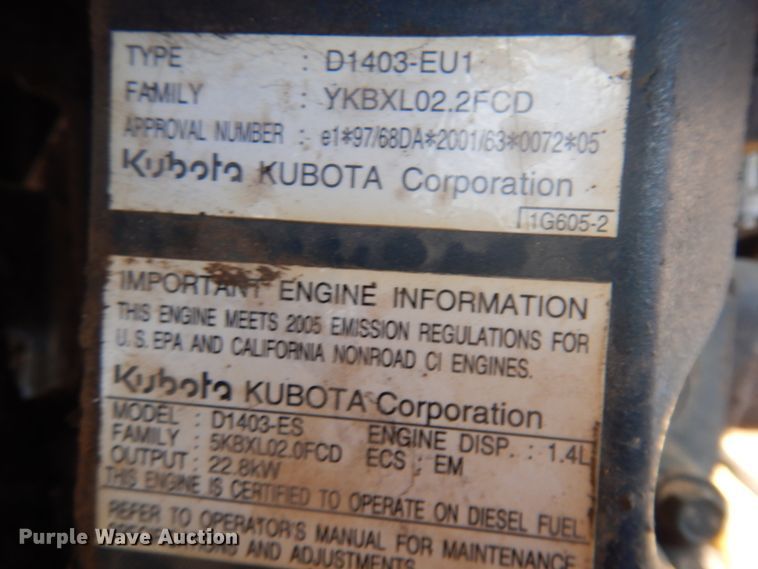 TYPE : D1403-EU1
FAMILY : YKBXL02.2FCD
APPROVAL NUMBER : e1*97/68DA*2001/63*0072*05
Kubota KUBOTA Corporation
1G605-2
IMPORTANT ENGINE INFORMATION
THIS ENGINE MEETS 2005 EMISSION REGULATIONS FOR
U.S. EPA AND CALIFORNIA NONROAD CI ENGINES.
Kubota KUBOTA Corporation
MODEL : D1403-ES ENGINE DISP. : 1.4L
FAMILY : 5KBXL02.0FCD ECS : EM
OUTPUT : 22.8kW
THIS ENGINE IS CERTIFIED TO OPERATE ON DIESEL FUEL.
REFER TO OPERATOR'S MANUAL FOR MAINTENANCE
SPECIFICATIONS AND ADJUSTMENTS.
Purple Wave Auction